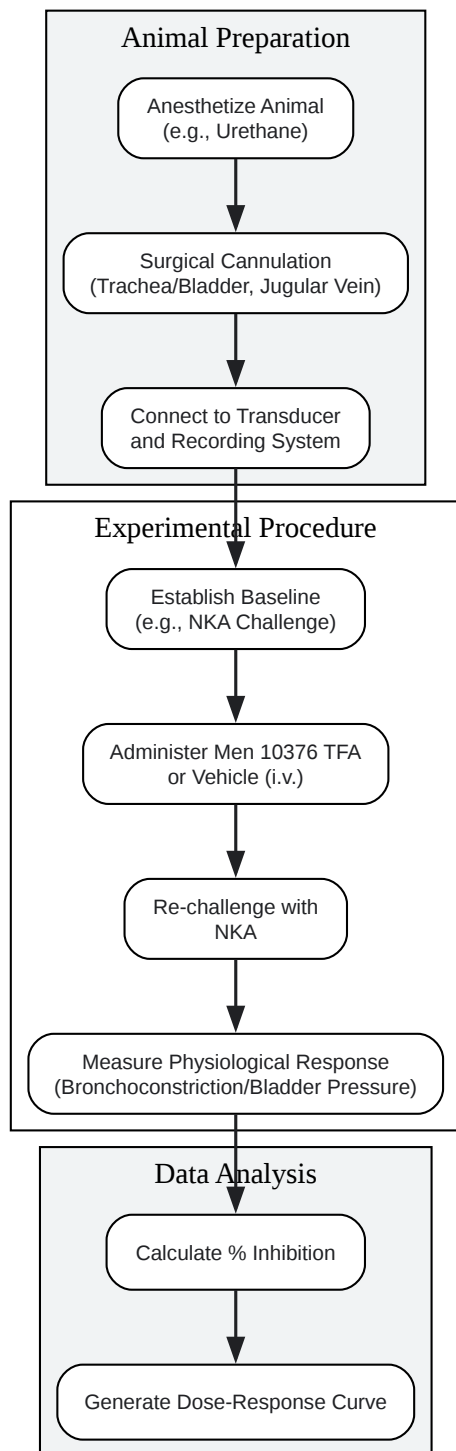 Animal Preparation
Anesthetize Animal
(e.g., Urethane)
Surgical Cannulation
(Trachea/Bladder, Jugular Vein)
Connect to Transducer
and Recording System
Experimental Procedure
Establish Baseline
(e.g., NKA Challenge)
Administer Men 10376 TFA
or Vehicle (i.v.)
Re-challenge with
NKA
Measure Physiological Response
(Bronchoconstriction/Bladder Pressure)
Data Analysis
Calculate % Inhibition
Generate Dose-Response Curve